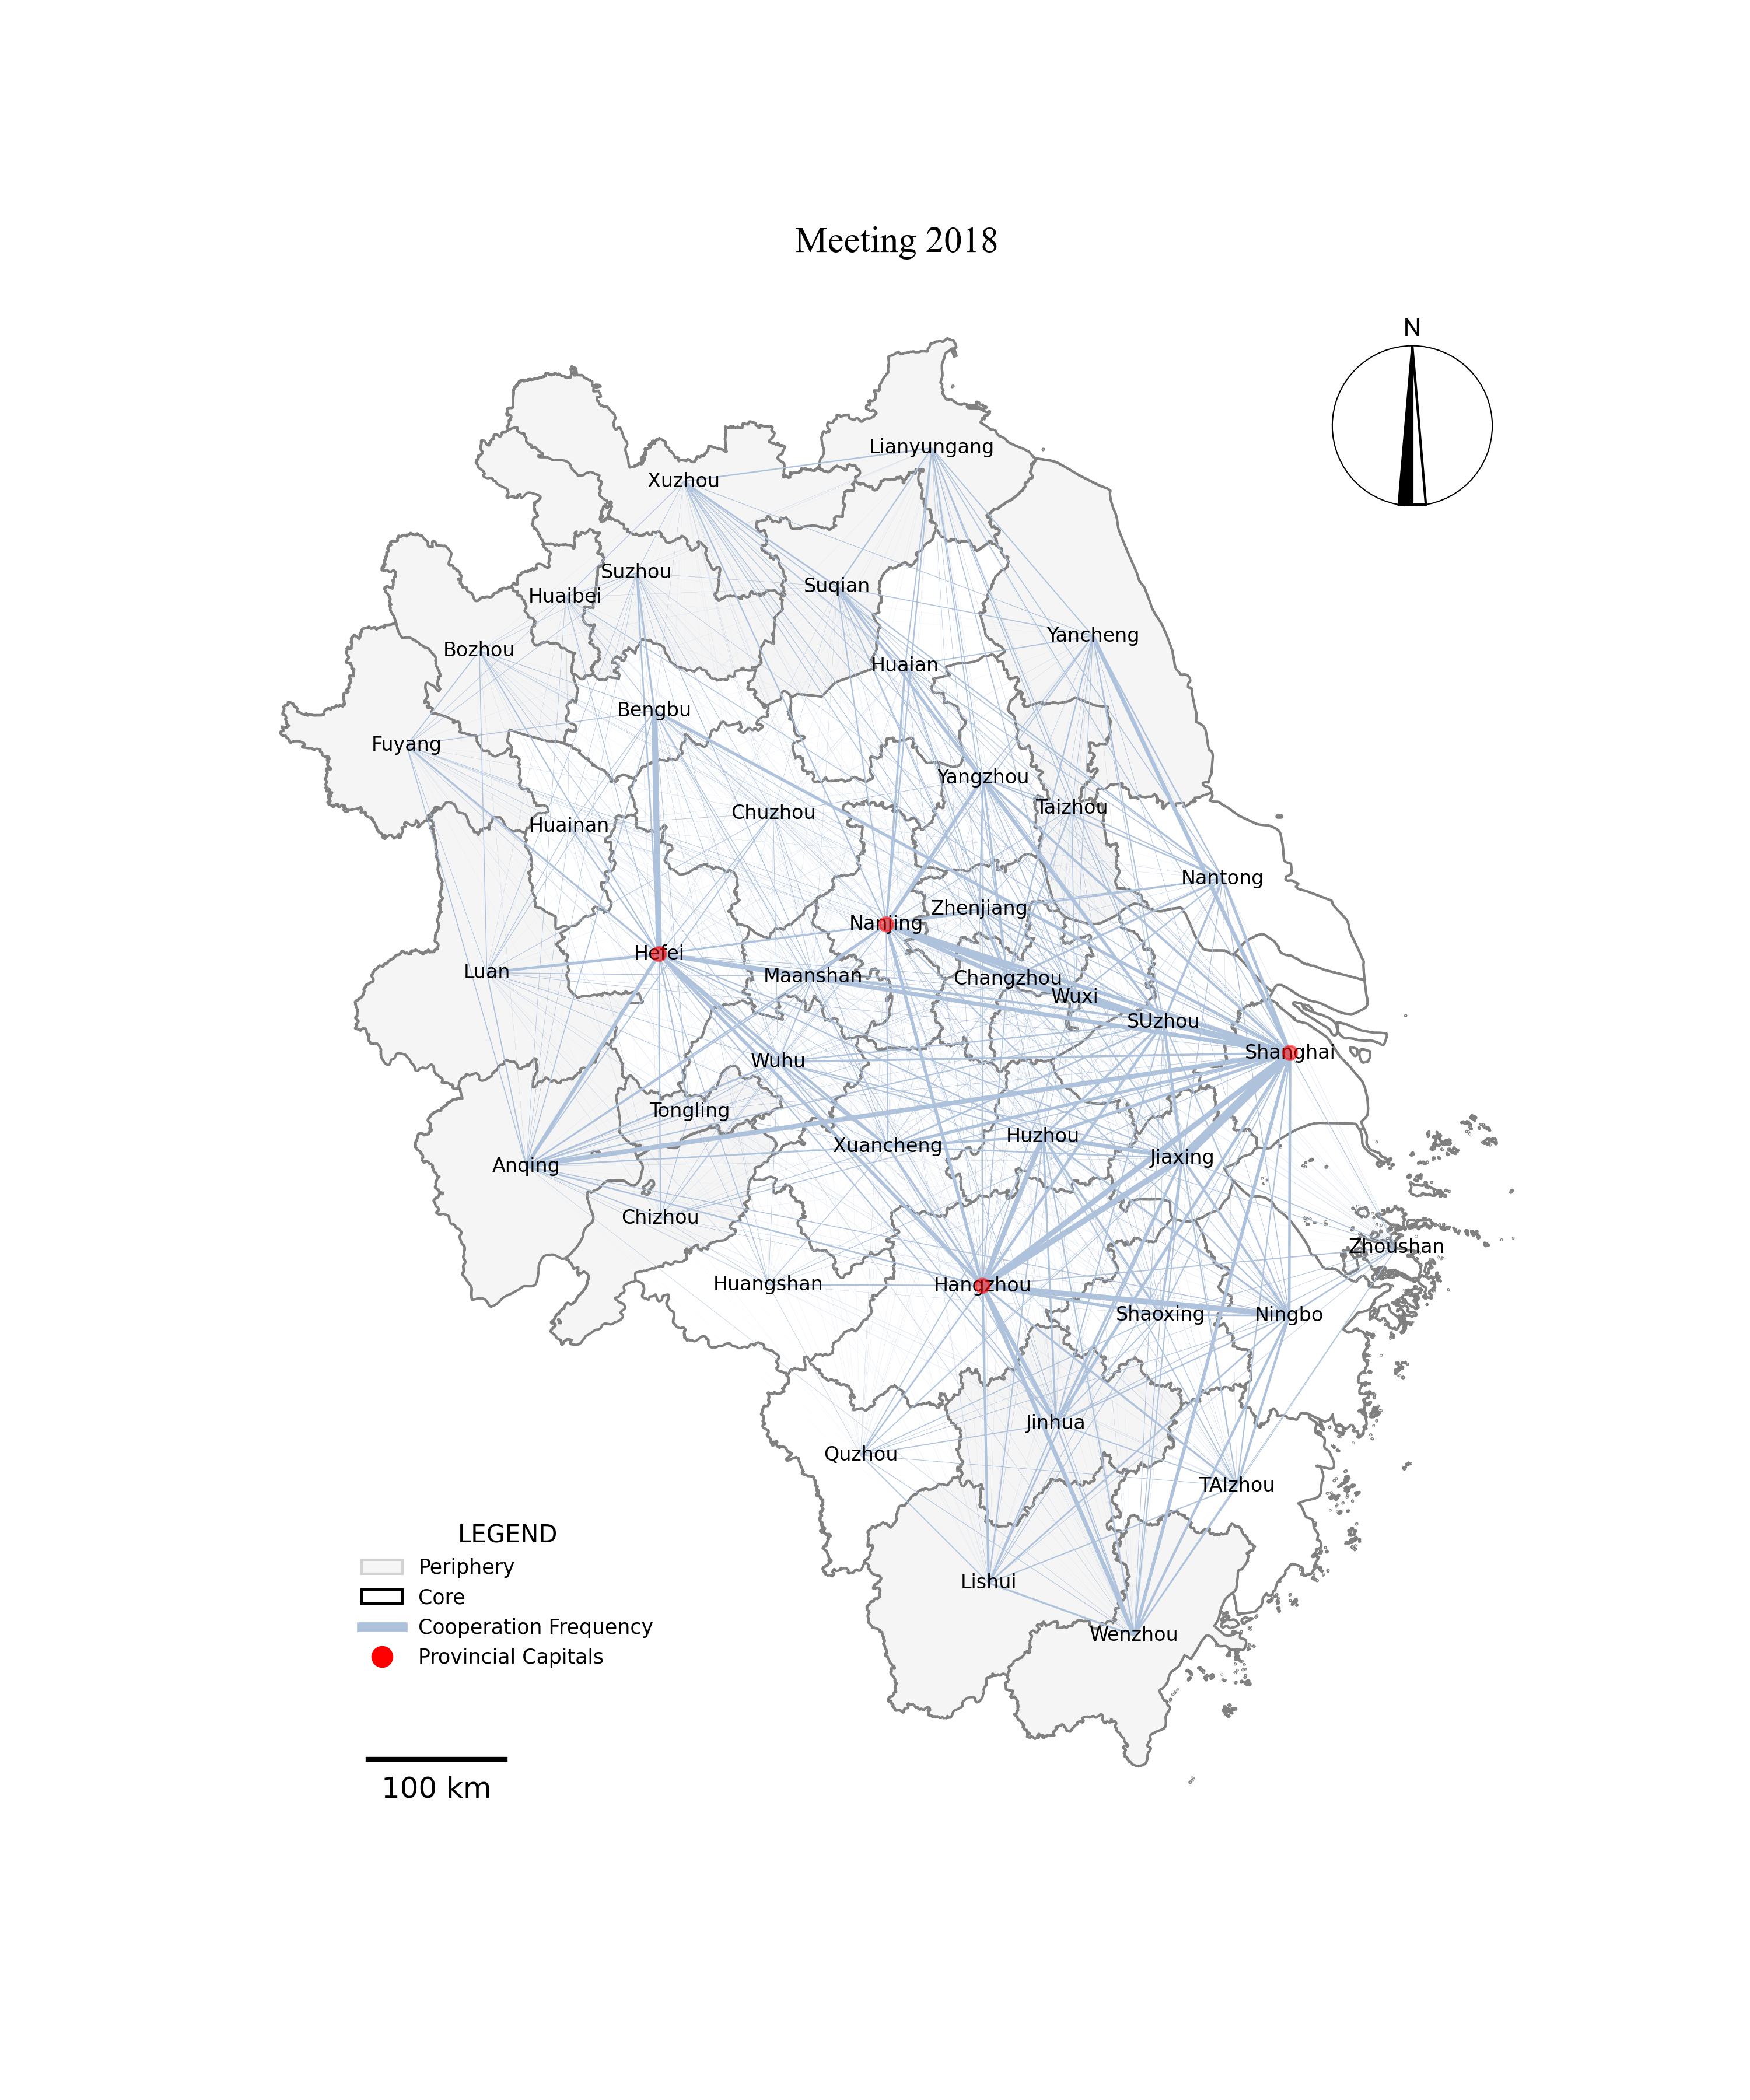 Meeting 2018
N
Lianyungang
Xuzhou
Suzhou
Suqian
Huaibei
Yancheng
Bozhou
Huaian
Bengbu
Fuyang
Yangzhou
Taizhou
Chuzhou
Huainan
Nantong
Zhenjiang
Nanjing
Hefei
Luan
Maanshan
Changzhou
Wuxi
SUzhou
Shanghai
Wuhu
Tongling
Huzhou
Xuancheng
Jiaxing
Anqing
Chizhou
Zhoushan
Huangshan
Hangzhou
Shaoxing
Ningbo
Jinhua
Quzhou
TAIzhou
Lishui
Wenzhou
LEGEND
Periphery
Core
Cooperation Frequency
Provincial Capitals
100 km